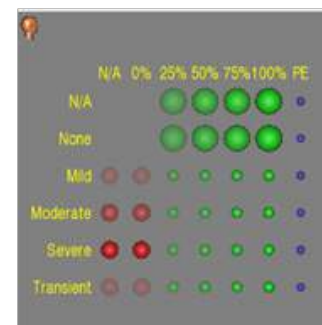 N/A 0% 25% 50% 75% 100% PE
N/A
None
Mild
Moderate
Severe
Transient